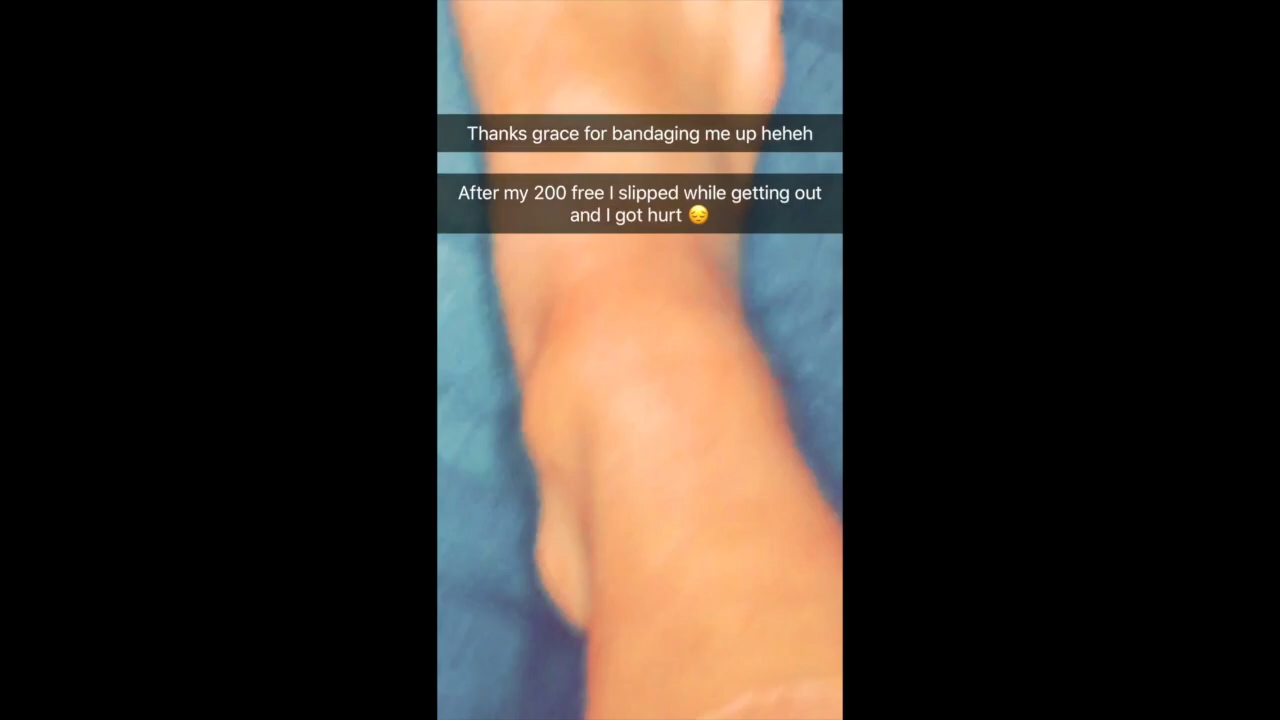 Thanks grace for bandaging me up heheh
After my 200 free I slipped while getting out
and I got hurt 😔